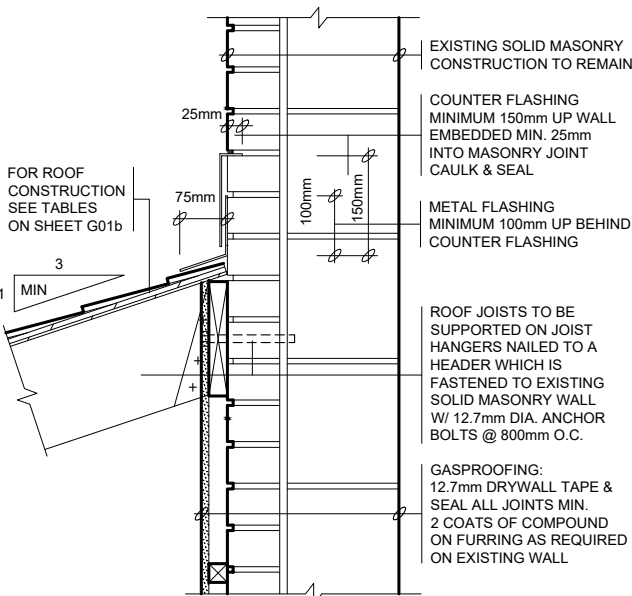 EXISTING SOLID MASONRY
CONSTRUCTION TO REMAIN
25mm
COUNTER FLASHING
MINIMUM 150mm UP WALL
EMBEDDED MIN. 25mm
INTO MASONRY JOINT
CAULK & SEAL
FOR ROOF
CONSTRUCTION
SEE TABLES
ON SHEET G01b
75mm
100mm
150mm
METAL FLASHING
MINIMUM 100mm UP BEHIND
COUNTER FLASHING
3
1
MIN
ROOF JOISTS TO BE
SUPPORTED ON JOIST
HANGERS NAILED TO A
HEADER WHICH IS
FASTENED TO EXISTING
SOLID MASONRY WALL
W/ 12.7mm DIA. ANCHOR
BOLTS @ 800mm O.C.
GASPROOFING:
12.7mm DRYWALL TAPE &
SEAL ALL JOINTS MIN.
2 COATS OF COMPOUND
ON FURRING AS REQUIRED
ON EXISTING WALL